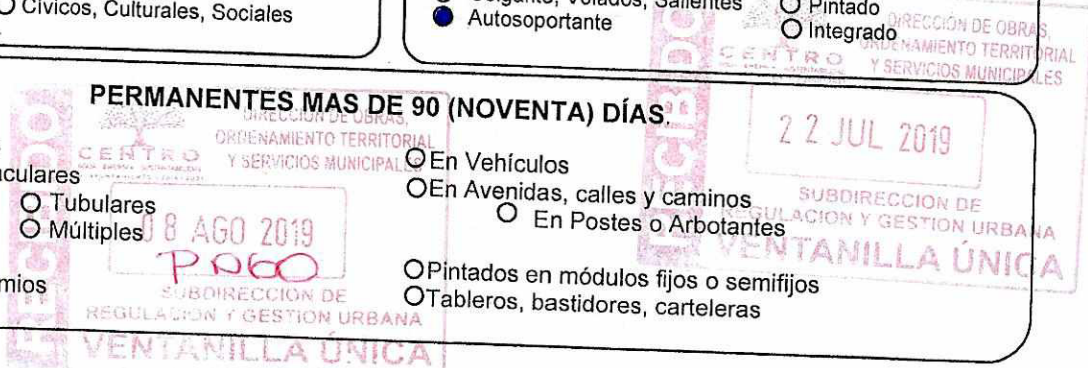 Cívicos, Culturales, Sociales
Volados, Salientes
Autosoportante
Pintado
Integrado
DIRECCIÓN DE OBRAS,
ORDENAMIENTO TERRITORIAL
Y SERVICIOS MUNICIPALES
CENTRO
RECIBIDO
22 JUL 2019
SUBDIRECCIÓN DE
REGULACIÓN Y GESTIÓN URBANA
VENTANILLA ÚNICA
PERMANENTES MAS DE 90 (NOVENTA) DÍAS.
DIRECCIÓN DE OBRAS,
ORDENAMIENTO TERRITORIAL
Y SERVICIOS MUNICIPALES
CENTRO
RECIBIDO
culares
Tubulares
Múltiples
mios
08 AGO 2019
PAGO
SUBDIRECCIÓN DE
REGULACIÓN Y GESTIÓN URBANA
VENTANILLA ÚNICA
En Vehículos
En Avenidas, calles y caminos
En Postes o Arbotantes
Pintados en módulos fijos o semifijos
Tableros, bastidores, carteleras